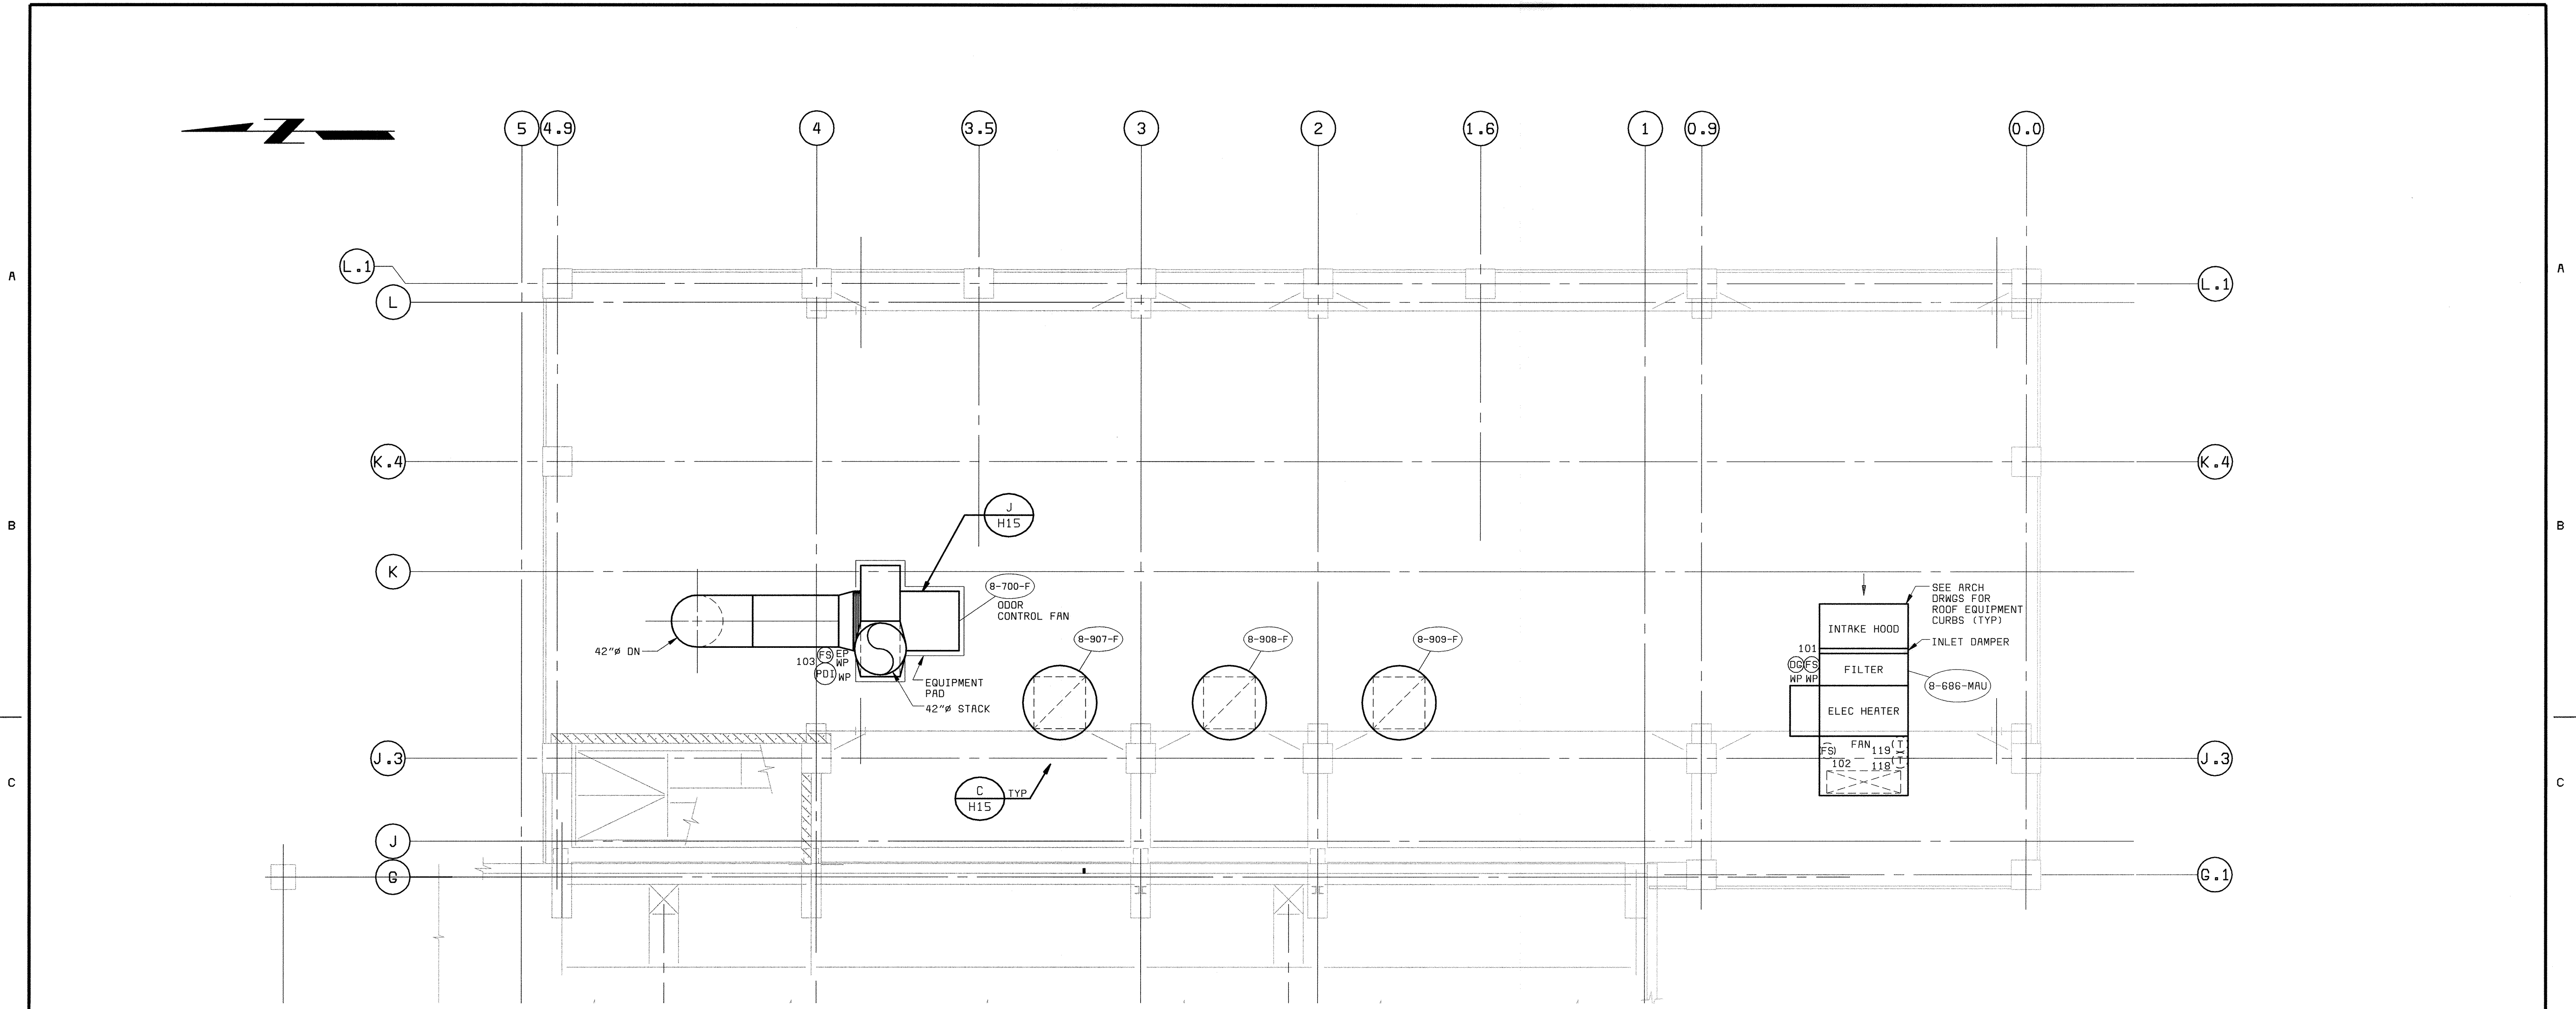 5
4.9
4
3.5
3
2
1.6
1
0.9
0.0
A
A
L.1
L
L.1
K.4
K.4
J
H15
B
B
K
8-700-F
ODOR
CONTROL FAN
SEE ARCH
DRWGS FOR
ROOF EQUIPMENT
CURBS (TYP)
INTAKE HOOD
INLET DAMPER
8-907-F
8-908-F
8-909-F
42"ø DN
103
FS
EP
WP
PDI
WP
101
DG
FS
WP
WP
FILTER
8-686-MAU
EQUIPMENT
PAD
42"ø STACK
ELEC HEATER
FAN
FS
102
119
T
118
T
J.3
J.3
C
H15
TYP
C
C
J
G
G.1